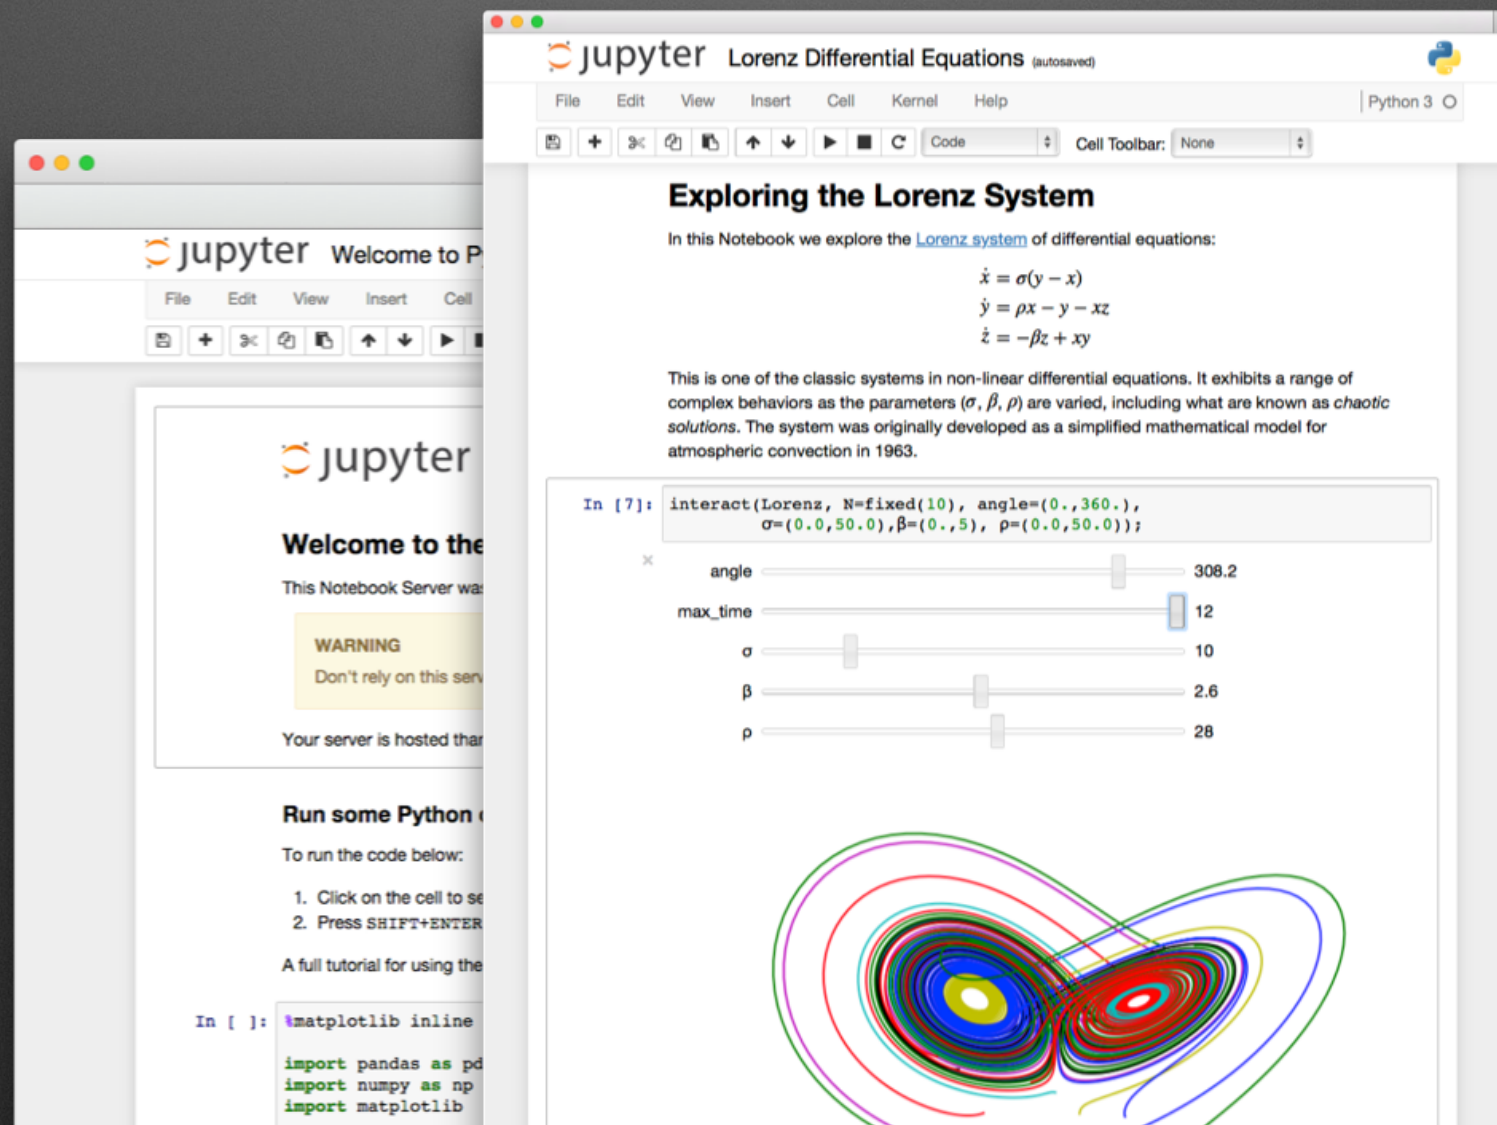 jupyter Lorenz Differential Equations (autosaved)
File Edit View Insert Cell Kernel Help
Python 3
Code
Cell Toolbar: None
Exploring the Lorenz System
In this Notebook we explore the Lorenz system of differential equations:
ẋ = σ(y − x)
ẏ = ρx − y − xz
ż = −βz + xy
This is one of the classic systems in non-linear differential equations. It exhibits a range of
complex behaviors as the parameters (σ, β, ρ) are varied, including what are known as chaotic
solutions. The system was originally developed as a simplified mathematical model for
atmospheric convection in 1963.
In [7]: interact(Lorenz, N=fixed(10), angle=(0.,360.),
σ=(0.0,50.0),β=(0.,5), ρ=(0.0,50.0));
angle 308.2
max_time 12
σ 10
β 2.6
ρ 28
jupyter Welcome to P
File Edit View Insert Cell
jupyter
Welcome to the
This Notebook Server was
WARNING
Don't rely on this serv
Your server is hosted than
Run some Python c
To run the code below:
1. Click on the cell to se
2. Press SHIFT+ENTER
A full tutorial for using the
In [ ]: %matplotlib inline
import pandas as pd
import numpy as np
import matplotlib